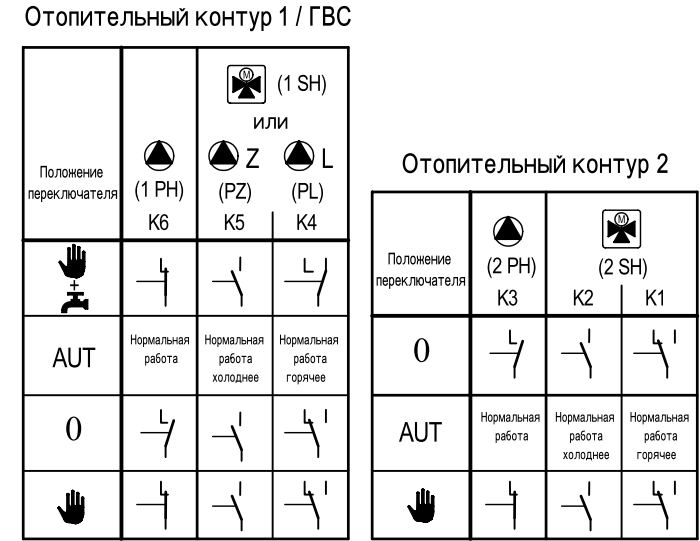 Отопительный контур 1 / ГВС
M
(1 SH)
или
Z
L
Положение
переключателя
(1 PH)
(PZ)
(PL)
K6
K5
K4
+
AUT
Нормальная
работа
Нормальная
работа
холоднее
Нормальная
работа
горячее
0
Отопительный контур 2
M
Положение
переключателя
(2 PH)
(2 SH)
K3
K2
K1
0
AUT
Нормальная
работа
Нормальная
работа
холоднее
Нормальная
работа
горячее